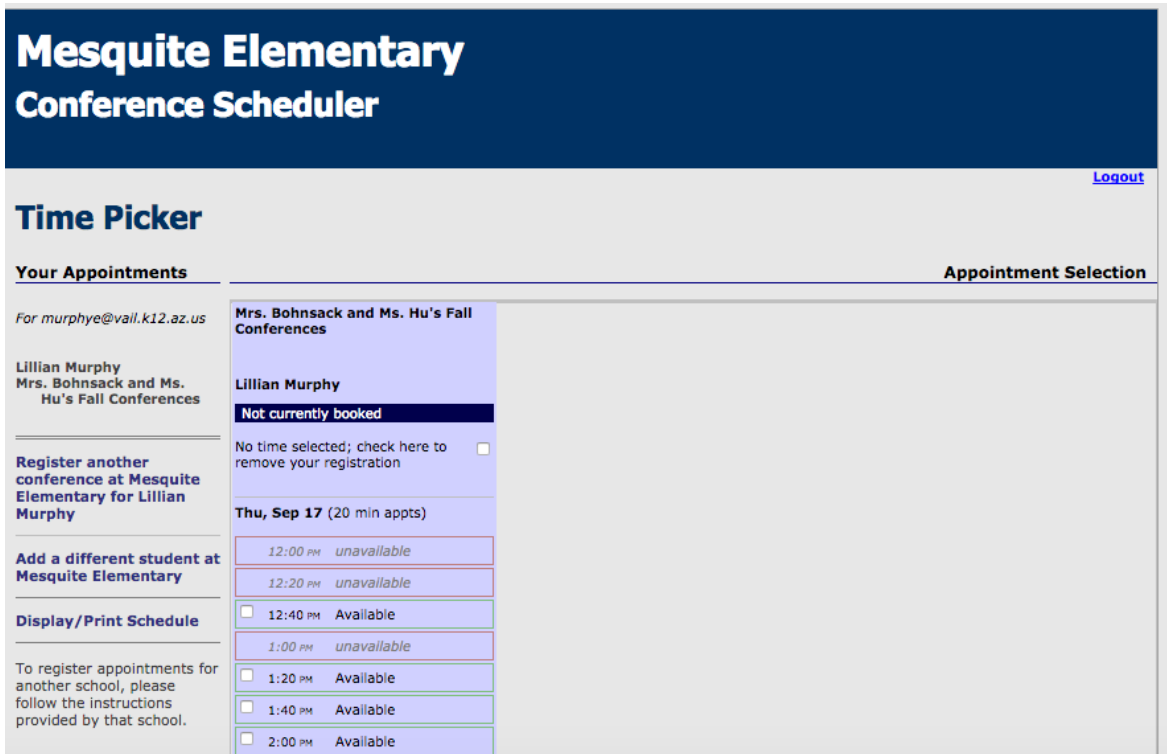 Mesquite Elementary
Conference Scheduler
Logout
Time Picker
Your Appointments
Appointment Selection
For murphye@vail.k12.az.us
Lillian Murphy
Mrs. Bohnsack and Ms.
Hu's Fall Conferences
Register another
conference at Mesquite
Elementary for Lillian
Murphy
Add a different student at
Mesquite Elementary
Display/Print Schedule
To register appointments for
another school, please
follow the instructions
provided by that school.
Mrs. Bohnsack and Ms. Hu's Fall
Conferences
Lillian Murphy
Not currently booked
No time selected; check here to
remove your registration
Thu, Sep 17 (20 min appts)
12:00 PM unavailable
12:20 PM unavailable
12:40 PM Available
1:00 PM unavailable
1:20 PM Available
1:40 PM Available
2:00 PM Available